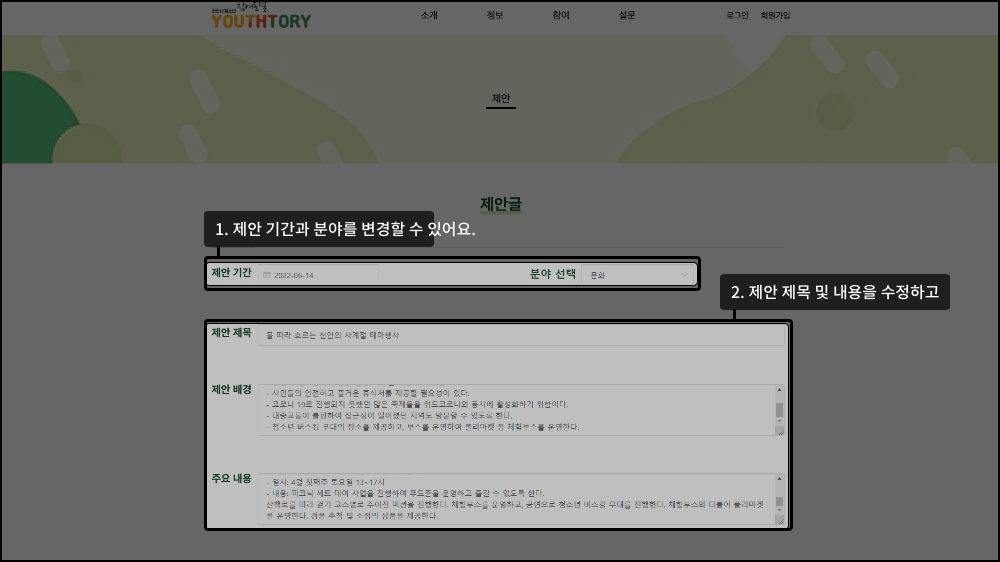 YOUTHTORY
소개
정보
참여
설문
로그인
회원가입
제안
제안글
1. 제안 기간과 분야를 변경할 수 있어요.
제안 기간
2022-06-14
분야 선택
문화
2. 제안 제목 및 내용을 수정하고
제안 제목
물 따라 흐르는 천안의 사계절 테마행사
제안 배경
- 시민들의 안전하고 즐거운 휴식처를 제공할 필요성이 있다.
- 코로나 19로 진행되지 못했던 많은 축제들을 위드코로나와 동시에 활성화하기 위함이다.
- 대중교통이 불편하여 접근성이 떨어졌던 지역도 방문할 수 있도록 한다.
- 청소년 버스킹 무대의 장소를 제공하고, 부스를 운영하여 플리마켓 등 체험부스를 운영한다.
주요 내용
- 일시: 4월 첫째주 토요일 13~17시
- 내용: 피크닉 세트 대여 사업을 진행하며 푸드존을 운영하고 즐길 수 있도록 한다.
산책로를 따라 걷기 코스별로 주어진 미션을 진행한다. 체험부스를 운영하고, 공연으로 청소년 버스킹 무대를 진행한다. 체험부스와 더불어 플리마켓
을 운영한다. 경품 추첨 및 소정의 상품을 제공한다.